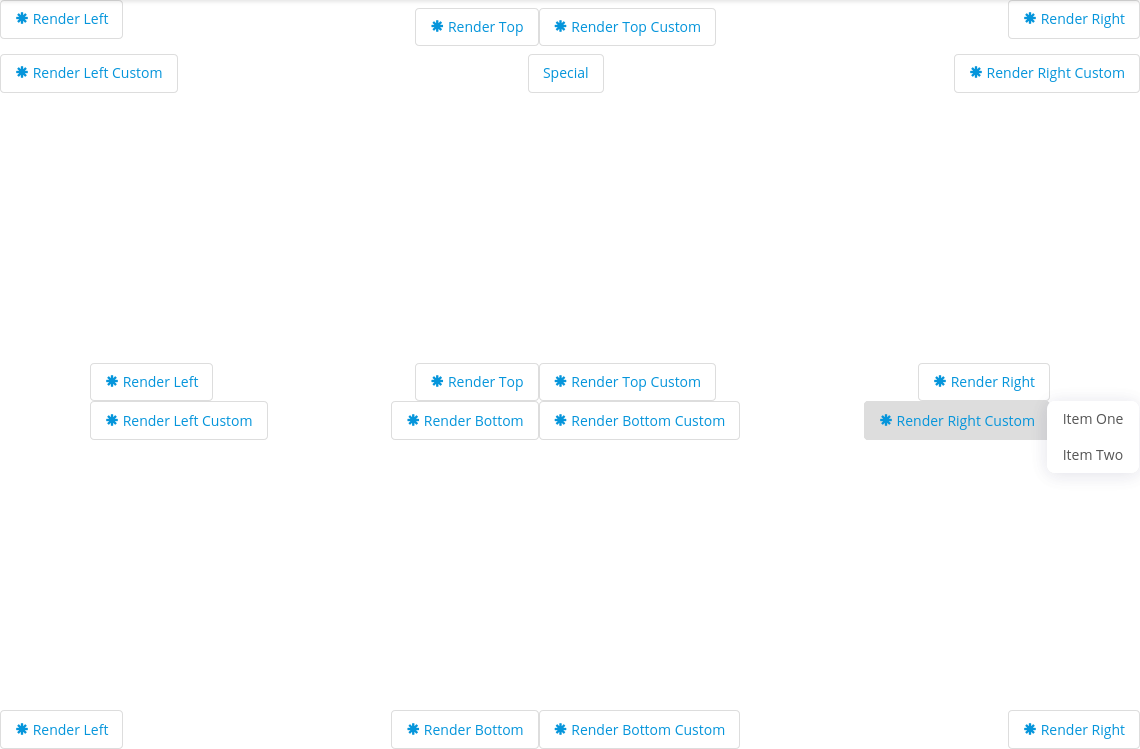 Render Left
Render Top
Render Top Custom
Render Right
Render Left Custom
Special
Render Right Custom
Render Left
Render Top
Render Top Custom
Render Right
Render Left Custom
Render Bottom
Render Bottom Custom
Render Right Custom
Item One
Item Two
Render Left
Render Bottom
Render Bottom Custom
Render Right